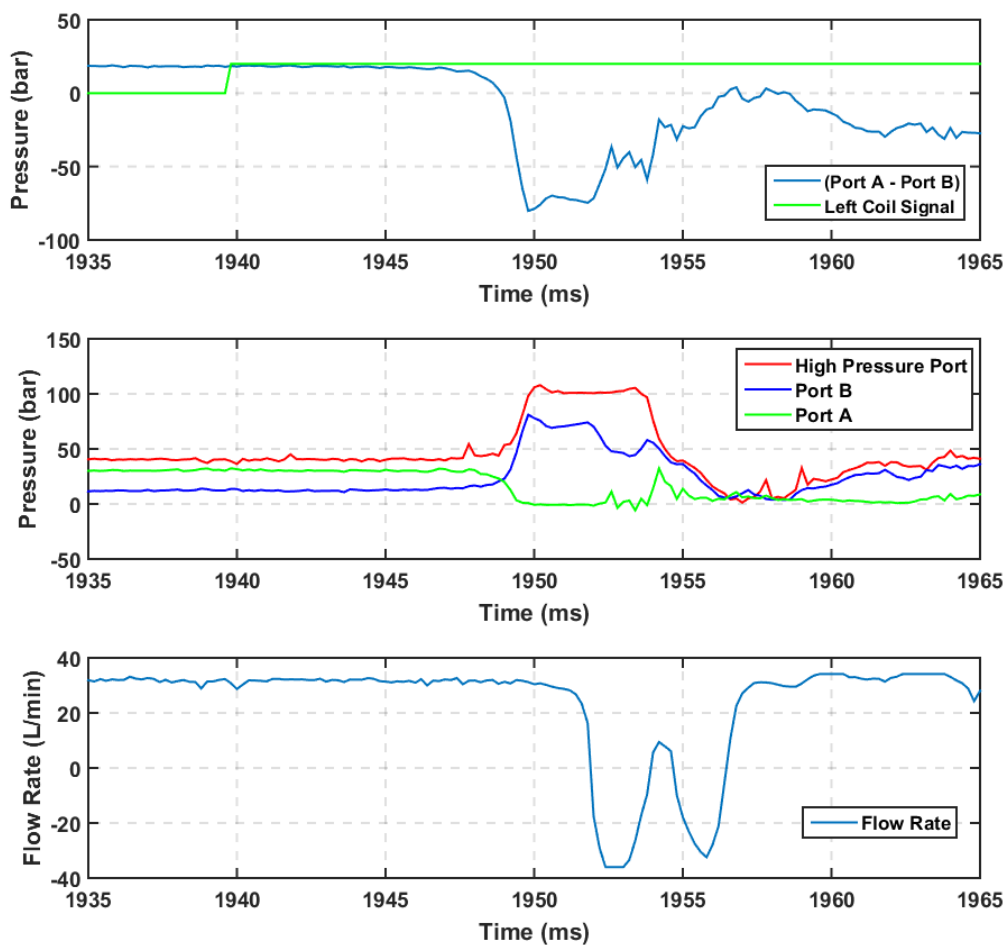 50
0
-50
-100
Pressure (bar)
(Port A - Port B)
Left Coil Signal
1935 1940 1945 1950 1955 1960 1965
Time (ms)
150
100
50
0
-50
Pressure (bar)
High Pressure Port
Port B
Port A
1935 1940 1945 1950 1955 1960 1965
Time (ms)
40
20
0
-20
-40
Flow Rate (L/min)
Flow Rate
1935 1940 1945 1950 1955 1960 1965
Time (ms)